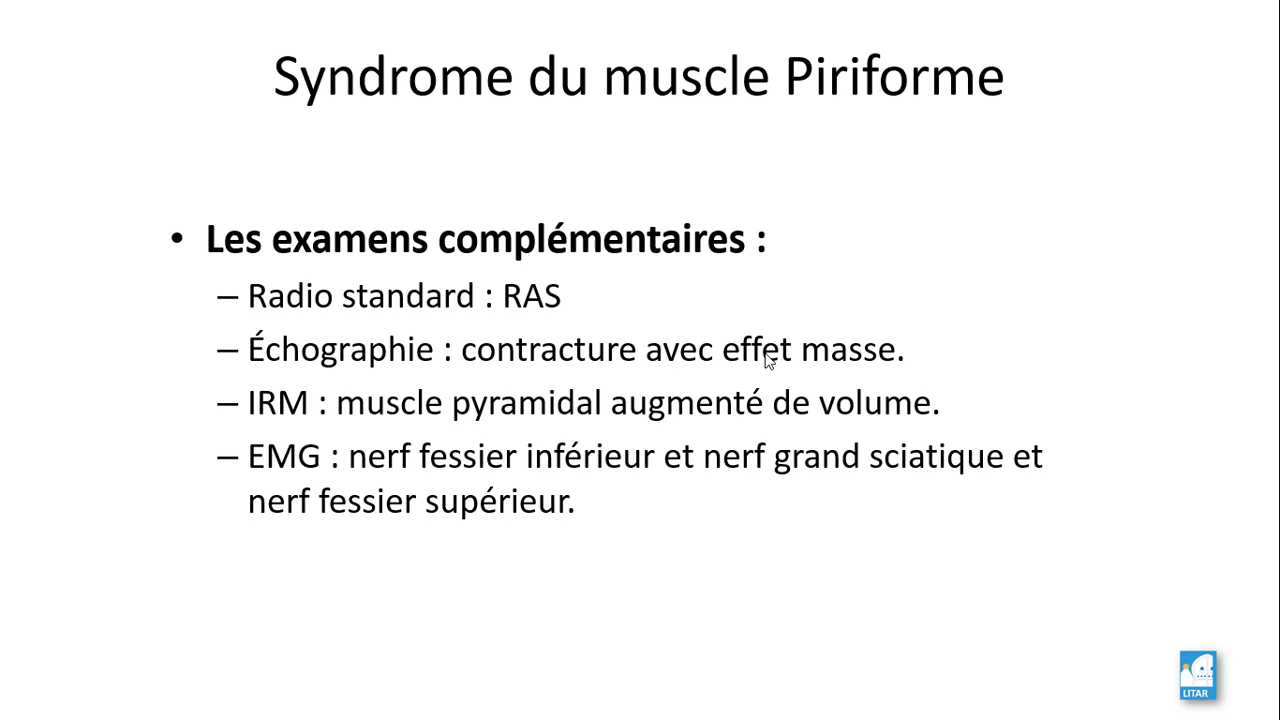 Syndrome du muscle Piriforme
• Les examens complémentaires :
– Radio standard : RAS
– Échographie : contracture avec effet masse.
– IRM : muscle pyramidal augmenté de volume.
– EMG : nerf fessier inférieur et nerf grand sciatique et
nerf fessier supérieur.
LITAR